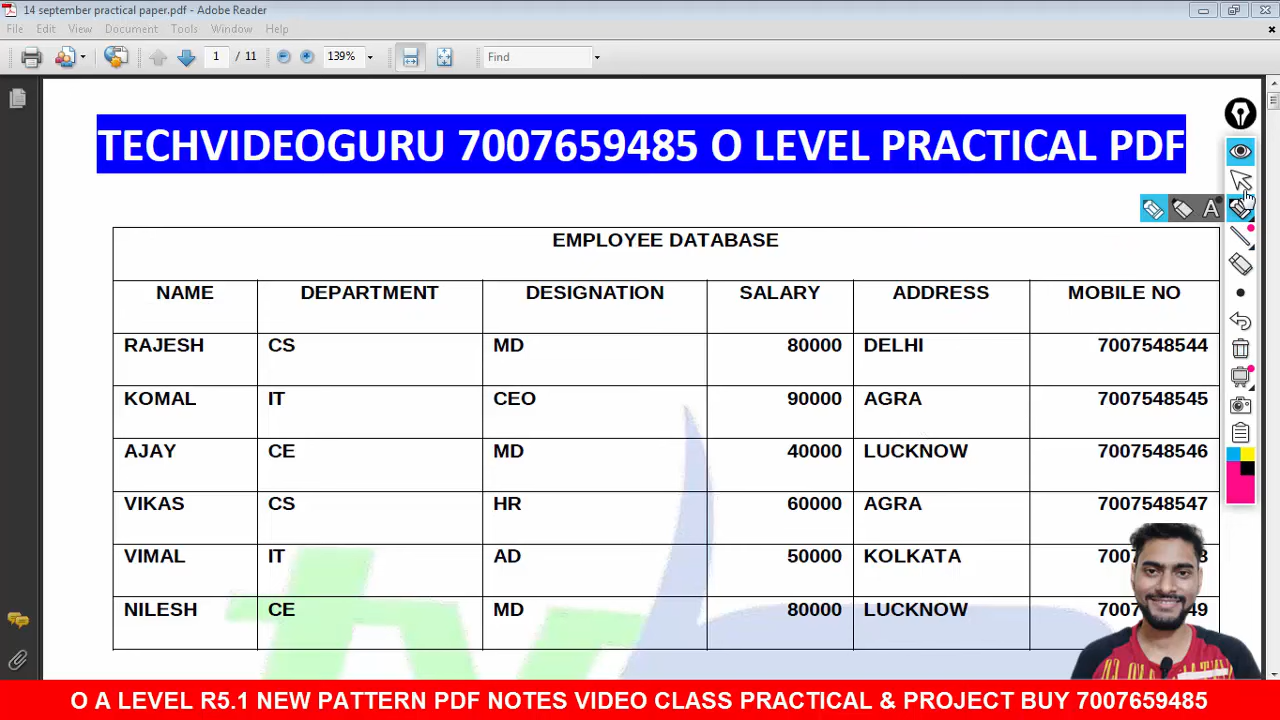 14 september practical paper.pdf - Adobe Reader
File Edit View Document Tools Window Help
1 / 11 139% Find
TECHVIDEOGURU 7007659485 O LEVEL PRACTICAL PDF
A
EMPLOYEE DATABASE
NAME DEPARTMENT DESIGNATION SALARY ADDRESS MOBILE NO
RAJESH CS MD 80000 DELHI 7007548544
KOMAL IT CEO 90000 AGRA 7007548545
AJAY CE MD 40000 LUCKNOW 7007548546
VIKAS CS HR 60000 AGRA 7007548547
VIMAL IT AD 50000 KOLKATA
NILESH CE MD 80000 LUCKNOW
O A LEVEL R5.1 NEW PATTERN PDF NOTES VIDEO CLASS PRACTICAL & PROJECT BUY 7007659485